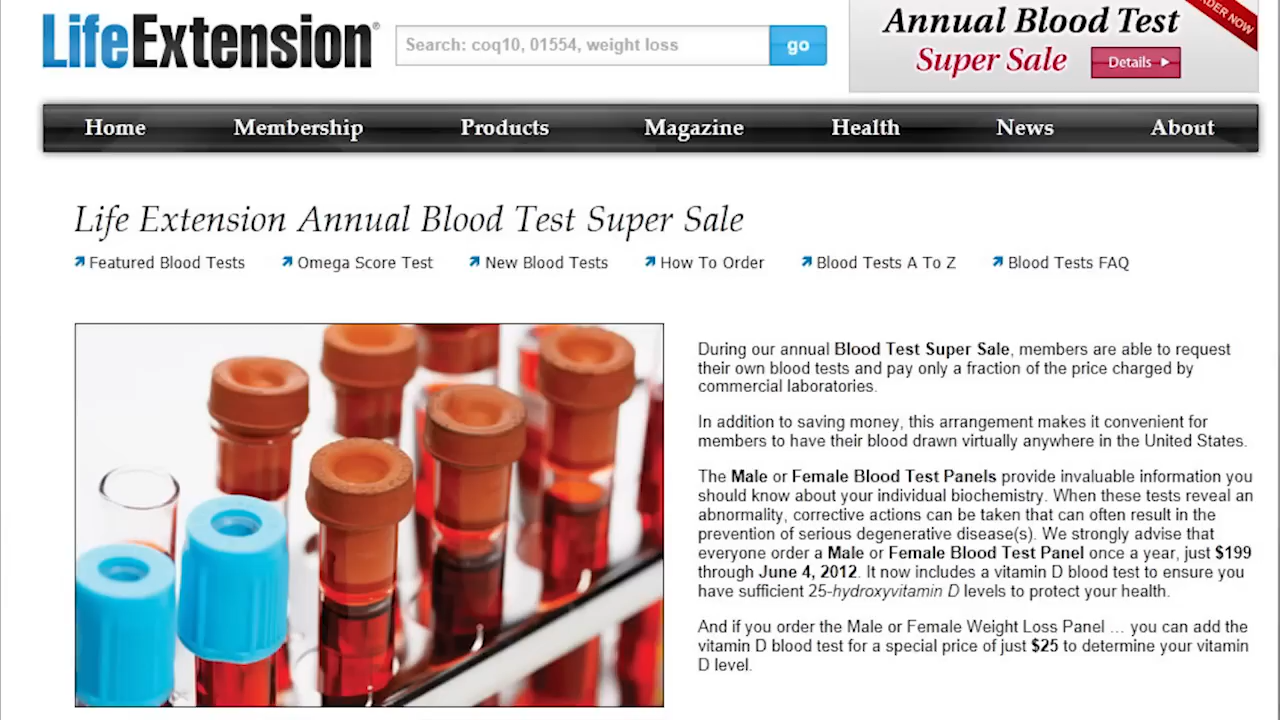 LifeExtension®
Search: coq10, 01554, weight loss
go
Annual Blood Test
Super Sale
Details
ORDER NOW
Home Membership Products Magazine Health News About
Life Extension Annual Blood Test Super Sale
Featured Blood Tests Omega Score Test New Blood Tests How To Order Blood Tests A To Z Blood Tests FAQ
During our annual Blood Test Super Sale, members are able to request
their own blood tests and pay only a fraction of the price charged by
commercial laboratories.
In addition to saving money, this arrangement makes it convenient for
members to have their blood drawn virtually anywhere in the United States.
The Male or Female Blood Test Panels provide invaluable information you
should know about your individual biochemistry. When these tests reveal an
abnormality, corrective actions can be taken that can often result in the
prevention of serious degenerative disease(s). We strongly advise that
everyone order a Male or Female Blood Test Panel once a year, just $199
through June 4, 2012. It now includes a vitamin D blood test to ensure you
have sufficient 25-hydroxyvitamin D levels to protect your health.
And if you order the Male or Female Weight Loss Panel ... you can add the
vitamin D blood test for a special price of just $25 to determine your vitamin
D level.